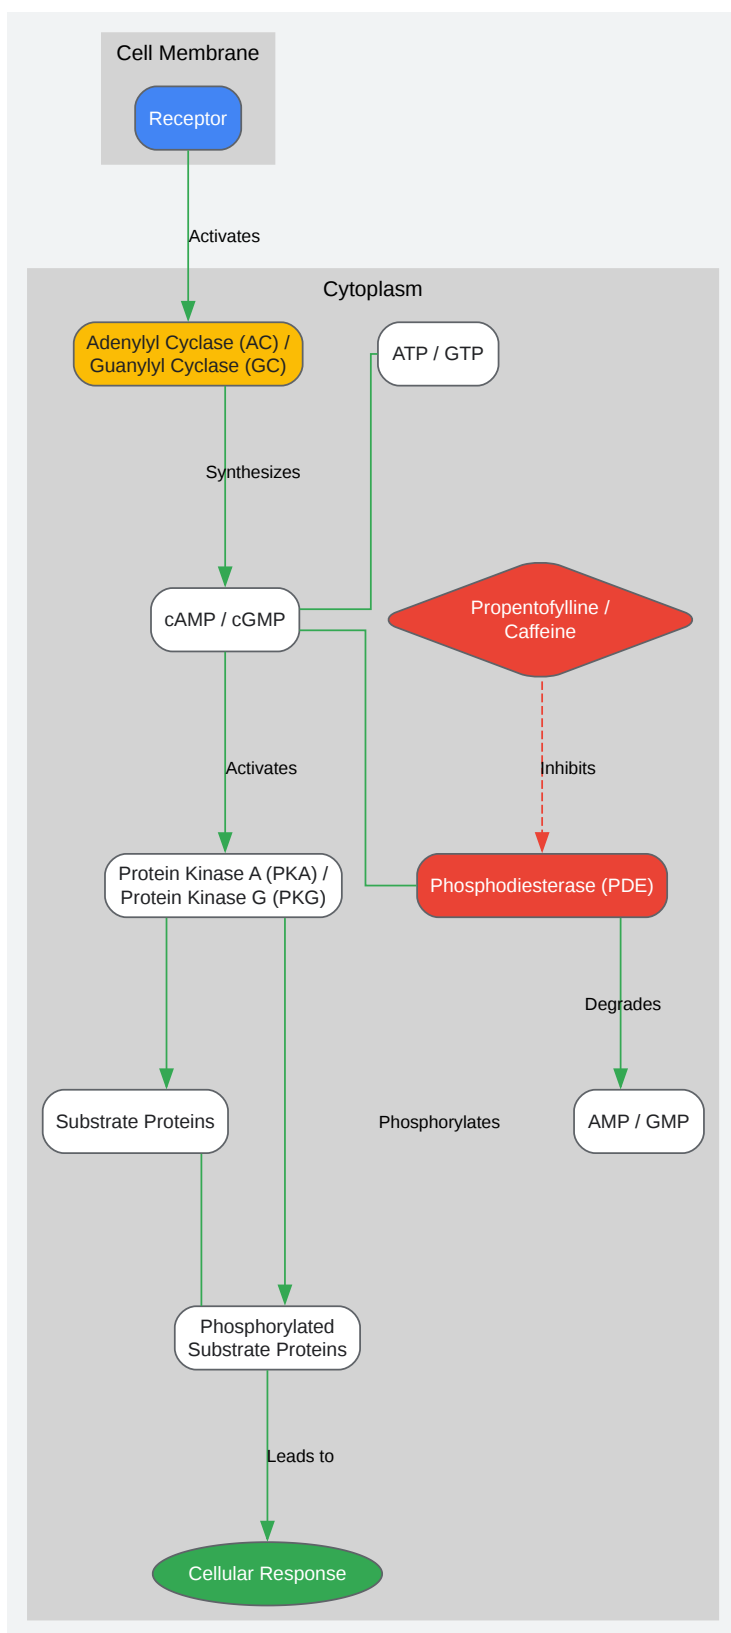 Cell Membrane
Receptor
Activates
Cytoplasm
Adenylyl Cyclase (AC) /
Guanylyl Cyclase (GC)
ATP / GTP
Synthesizes
cAMP / cGMP
Propentofylline /
Caffeine
Activates
Inhibits
Protein Kinase A (PKA) /
Protein Kinase G (PKG)
Phosphodiesterase (PDE)
Degrades
Substrate Proteins
Phosphorylates
AMP / GMP
Phosphorylated
Substrate Proteins
Leads to
Cellular Response